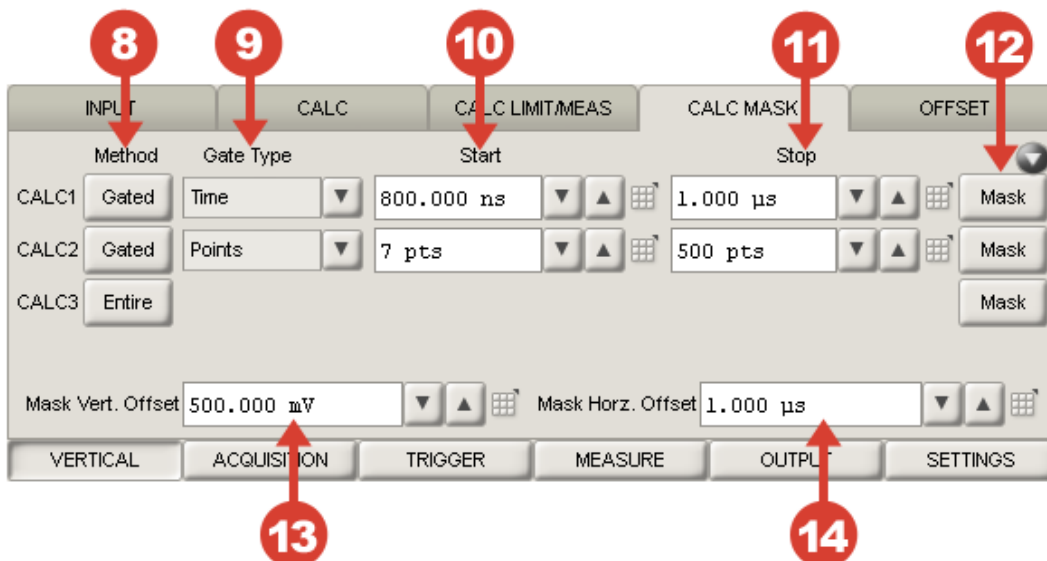 8 9 10 11 12
INPUT CALC CALC LIMIT/MEAS CALC MASK OFFSET
Method Gate Type Start Stop
CALC1 Gated Time 800.000 ns 1.000 µs Mask
CALC2 Gated Points 7 pts 500 pts Mask
CALC3 Entire Mask
Mask Vert. Offset 500.000 mV Mask Horz. Offset 1.000 µs
VERTICAL ACQUISITION TRIGGER MEASURE OUTPUT SETTINGS
13 14